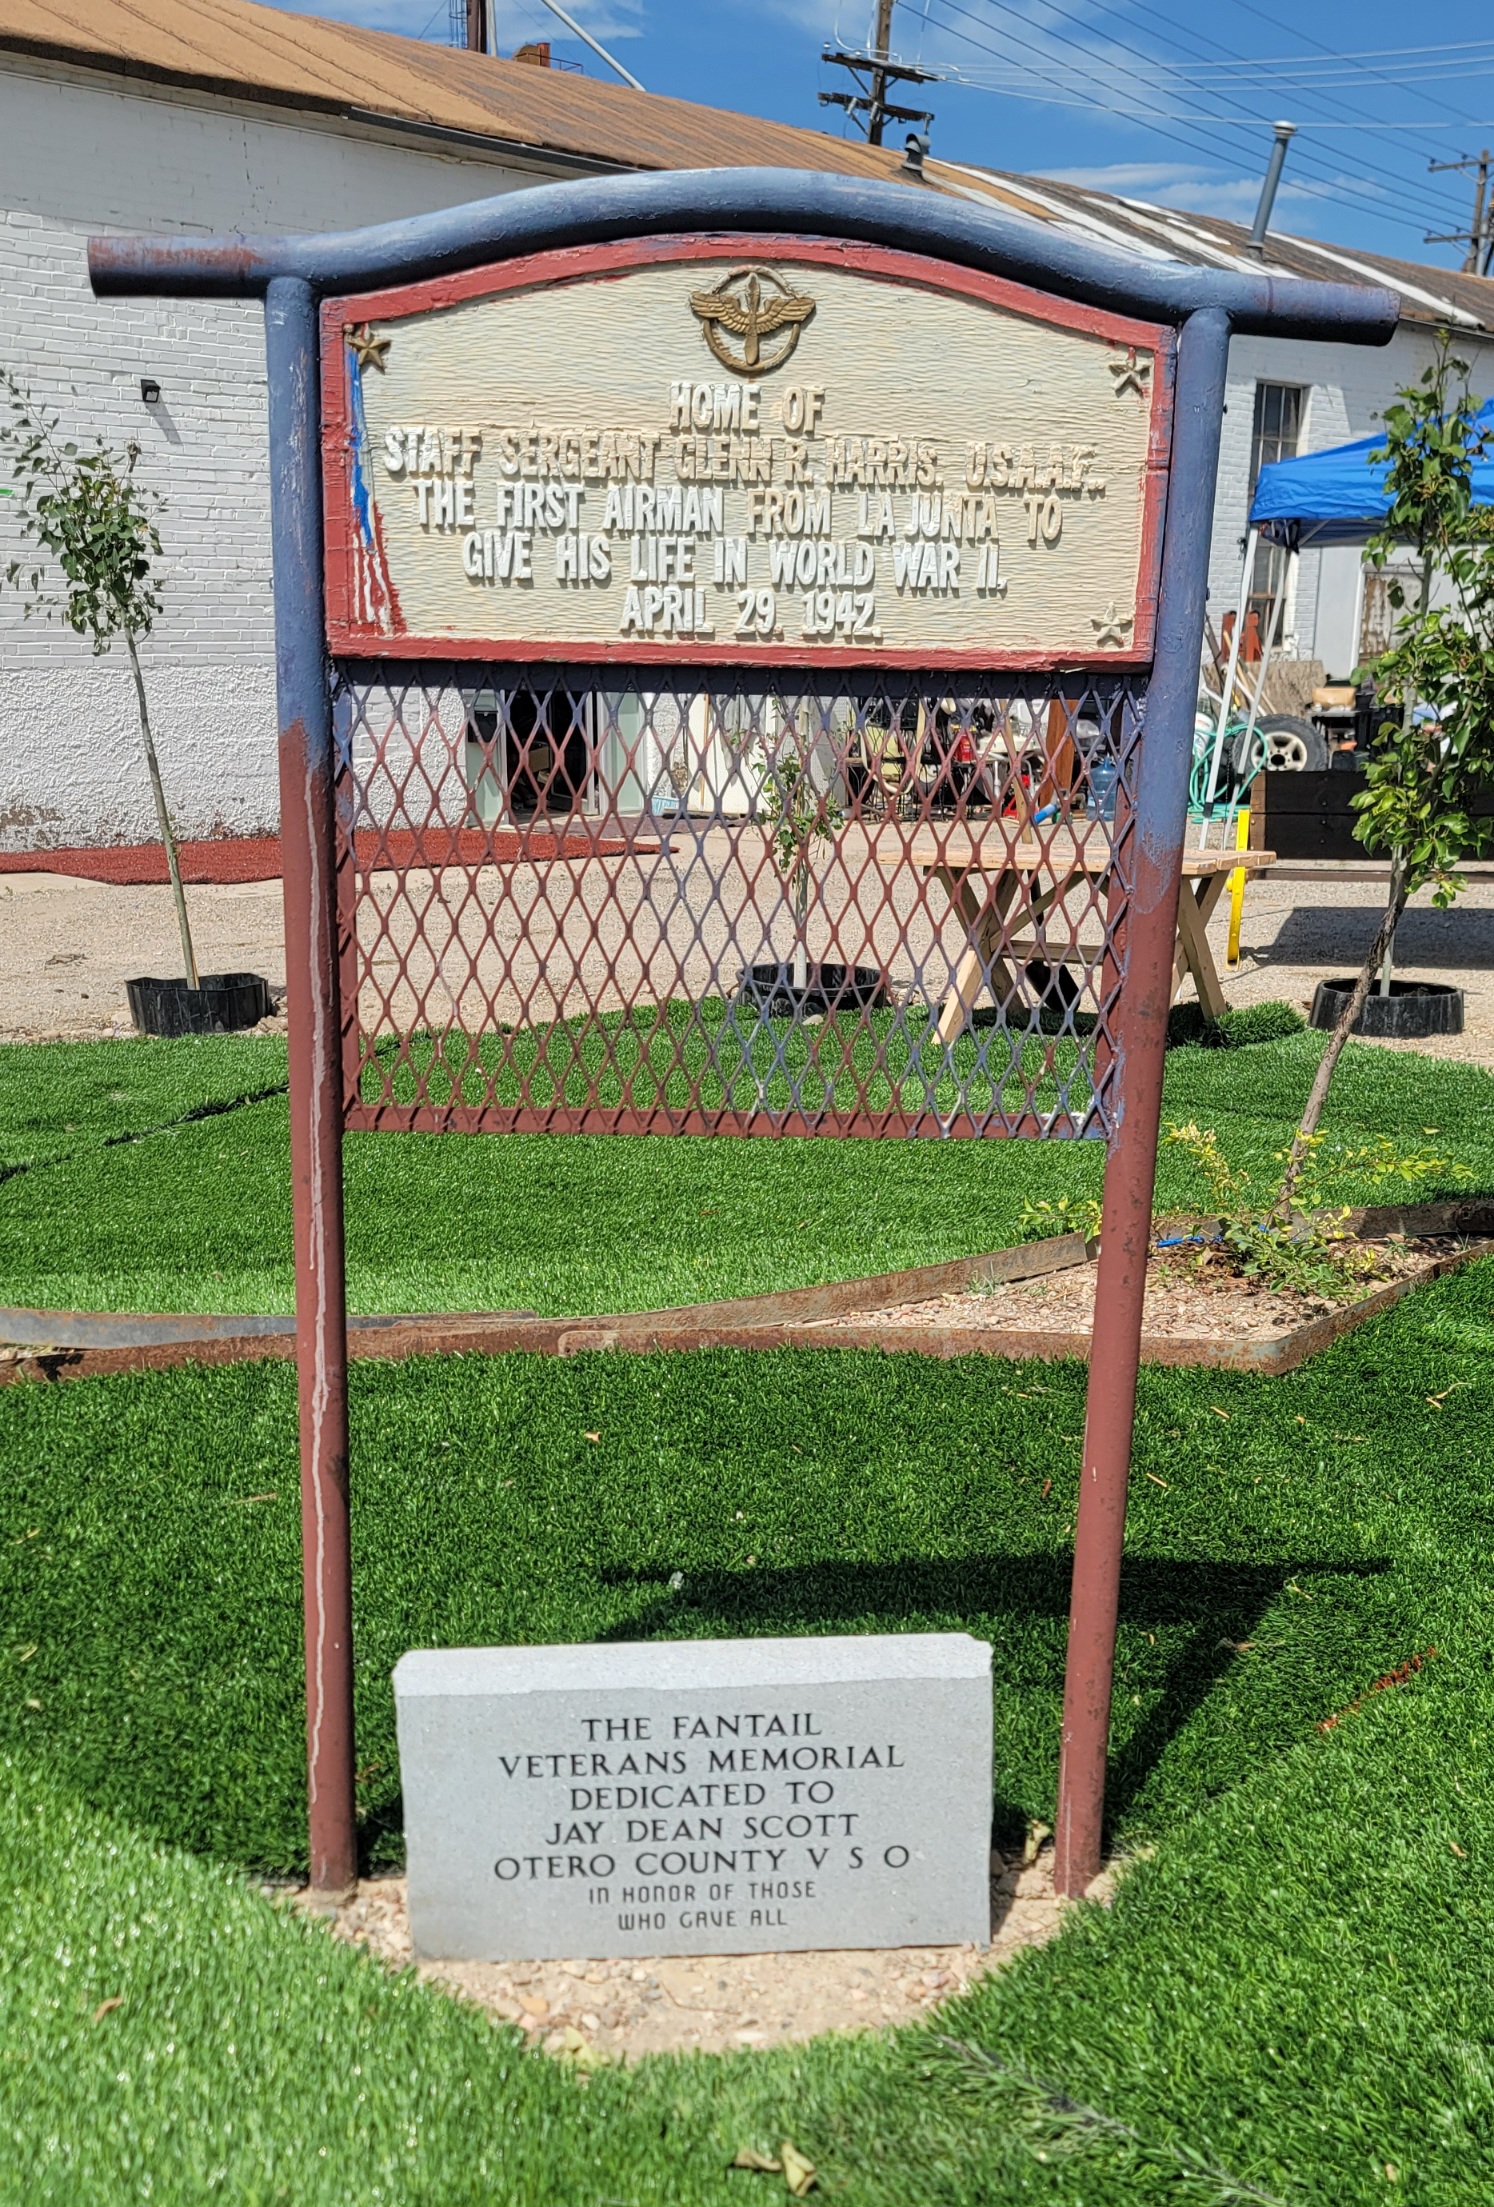 HOME OF
STAFF SERGEANT GLENN R. HARRIS. U.S.A.A.F..
THE FIRST AIRMAN FROM LA JUNTA TO
GIVE HIS LIFE IN WORLD WAR II.
APRIL 29. 1942.
THE FANTAIL
VETERANS MEMORIAL
DEDICATED TO
JAY DEAN SCOTT
OTERO COUNTY V S O
IN HONOR OF THOSE
WHO GAVE ALL